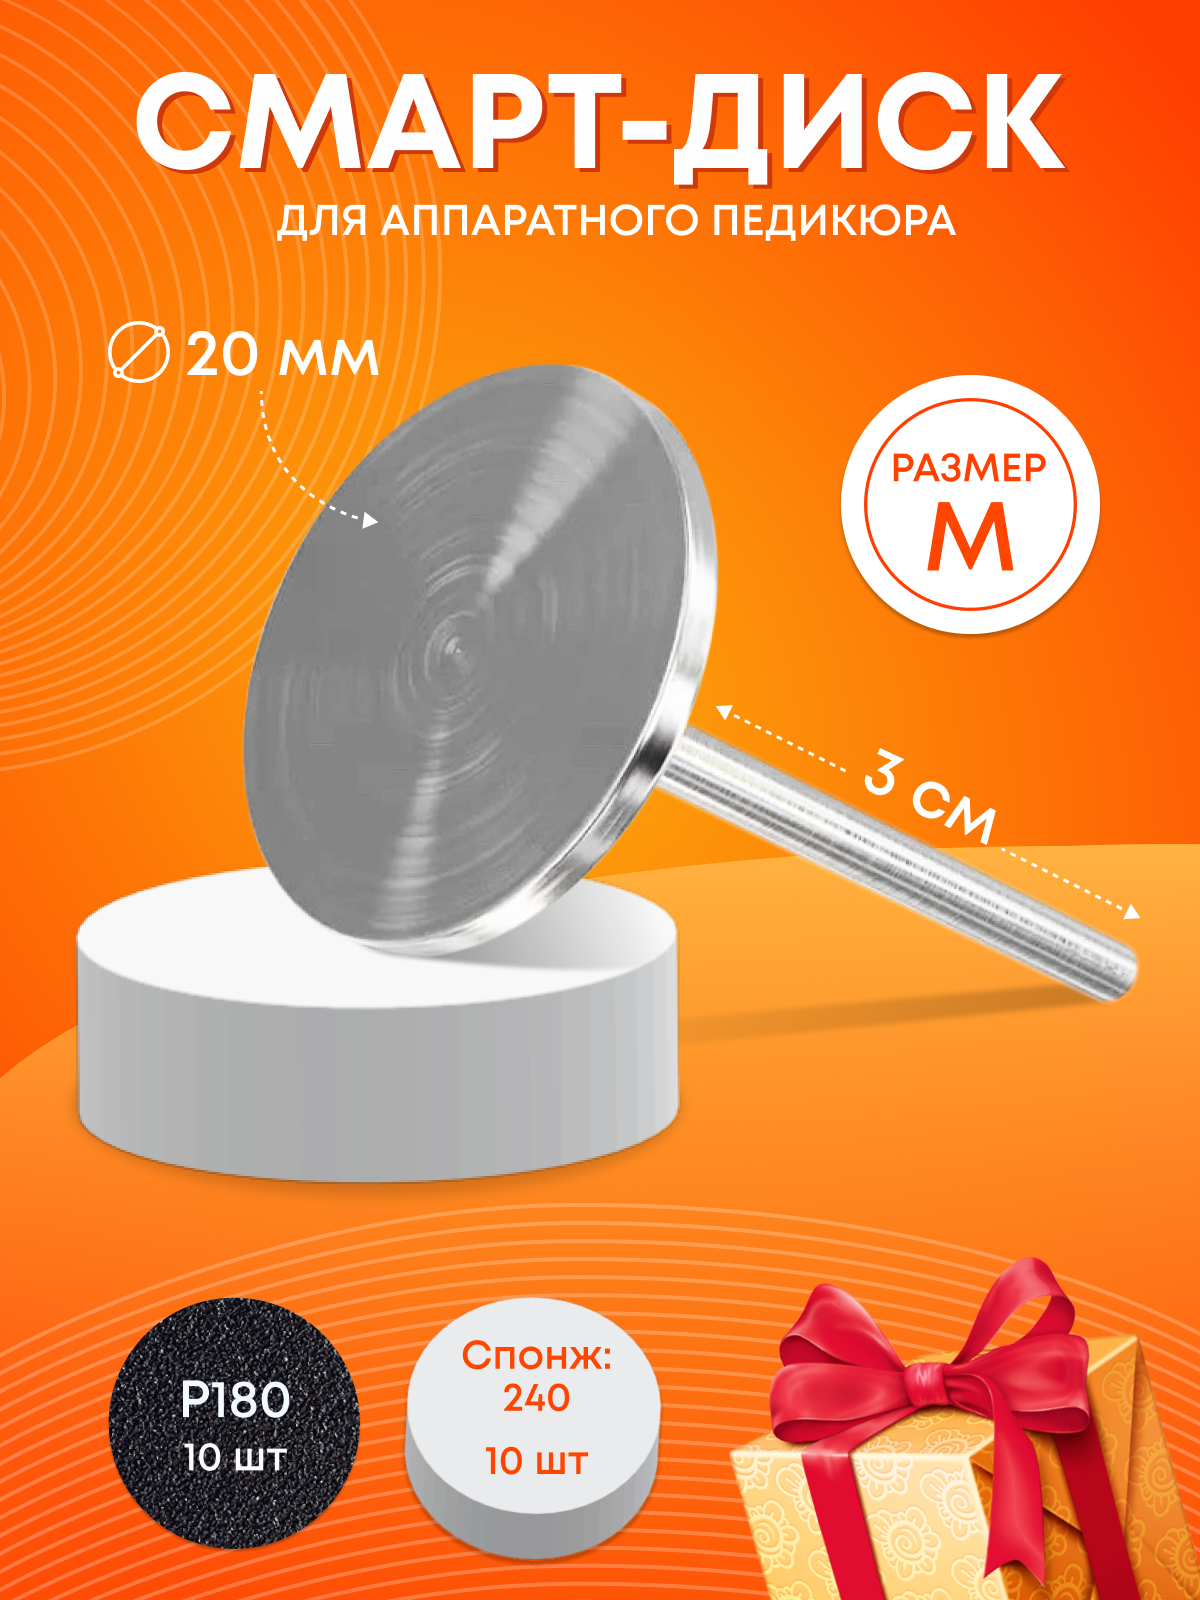 СМАРТ-ДИСК
ДЛЯ АППАРАТНОГО ПЕДИКЮРА
20 мм
РАЗМЕР
М
3 см
P180
10 шт
Спонж:
240
10 шт